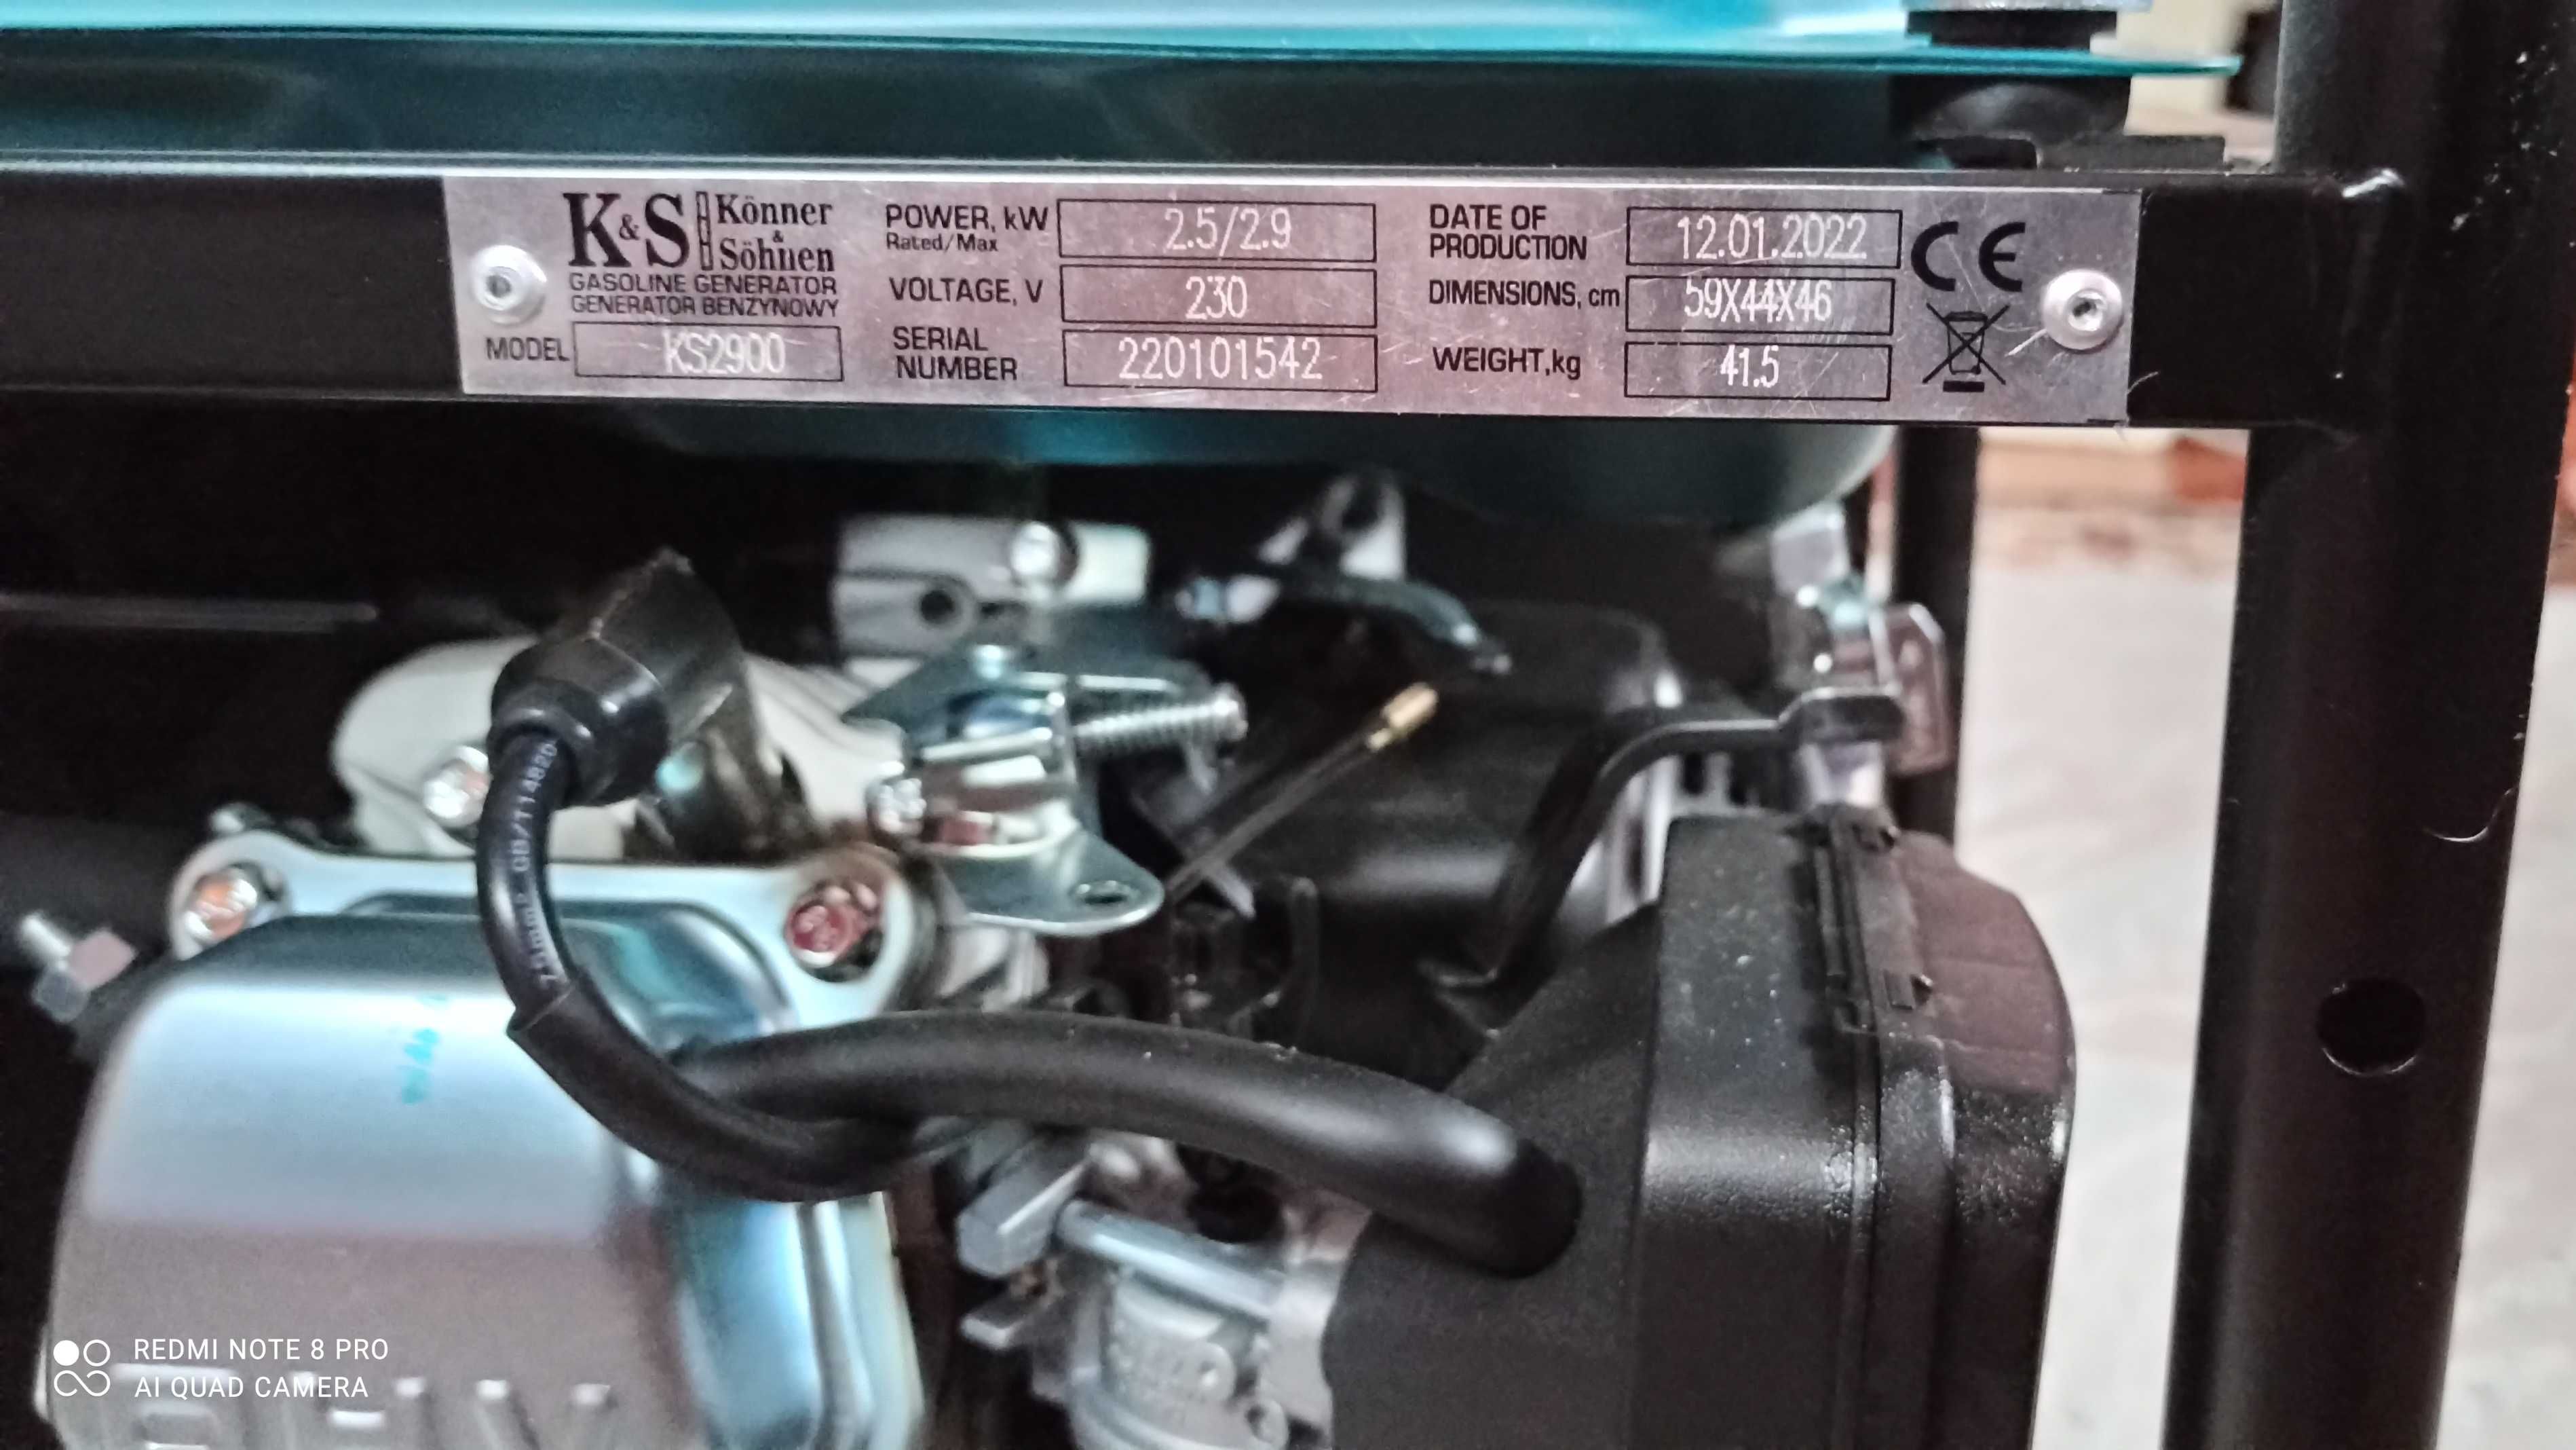 K&S Könner & Söhnen
GASOLINE GENERATOR
GENERATOR BENZYNOWY
MODEL KS2900
POWER, kW 2.5/2.9
Rated/Max
VOLTAGE, V 230
SERIAL NUMBER 220101542
DATE OF PRODUCTION 12.01.2022
DIMENSIONS, cm 59X44X46
WEIGHT,kg 41.5
CE
REDMI NOTE 8 PRO
AI QUAD CAMERA